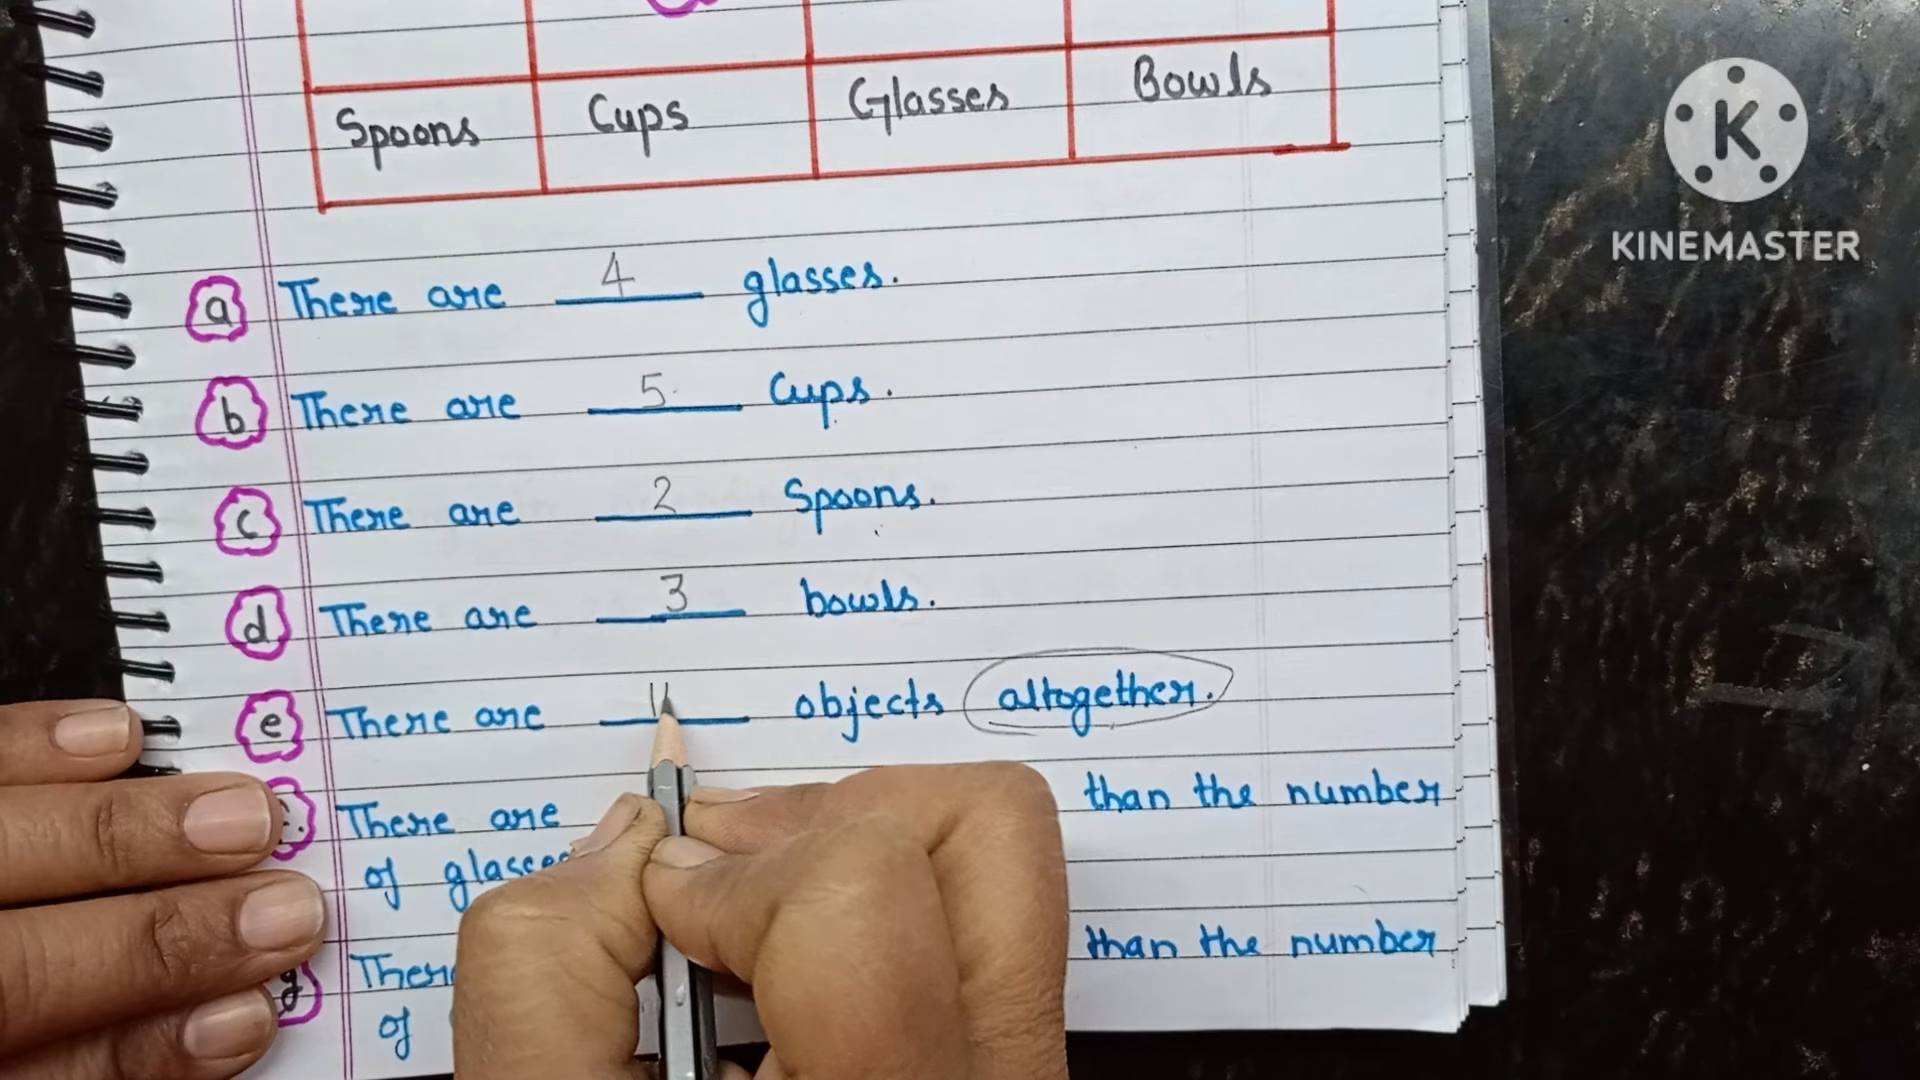 Spoons Cups Glasses Bowls
K
KINEMASTER
a There are 4 glasses.
b There are 5 Cups.
c There are 2 Spoons.
d There are 3 bowls.
e There are objects altogether.
There are than the number
of
g than the number
of